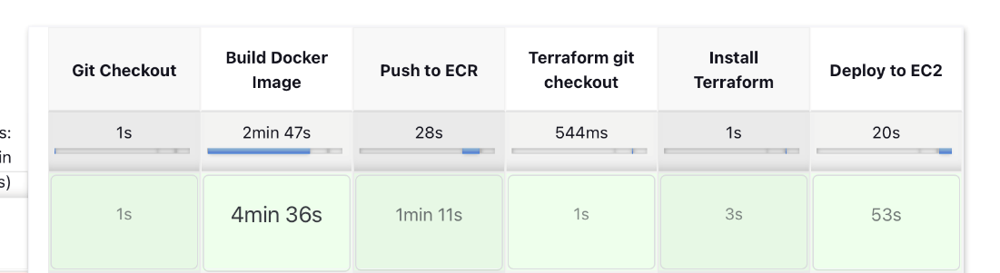 Git Checkout
Build Docker
Image
Push to ECR
Terraform git
checkout
Install
Terraform
Deploy to EC2
s:
in
s)
1s
2min 47s
28s
544ms
1s
20s
1s
4min 36s
1min 11s
1s
3s
53s